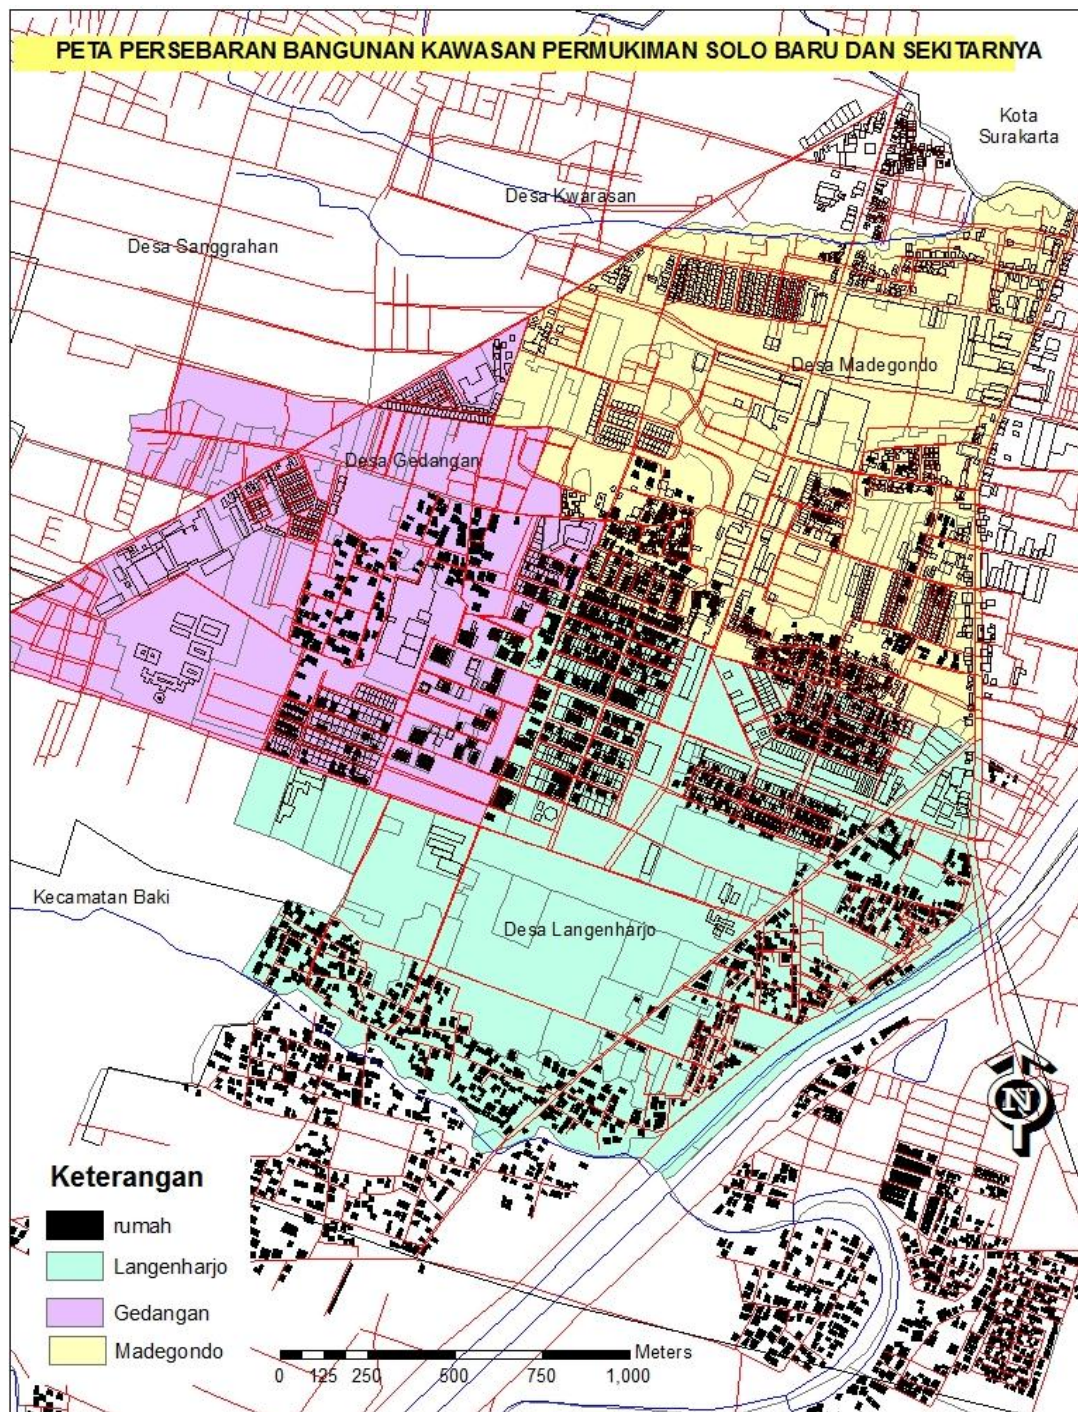 PETA PERSEBARAN BANGUNAN KAWASAN PERMUKIMAN SOLO BARU DAN SEKITARNYA
Kota
Surakarta
Desa Kwarasan
Desa Sanggrahan
Desa Madegondo
Desa Gedangan
Kecamatan Baki
Desa Langenharjo
N
Keterangan
rumah
Langenharjo
Gedangan
Madegondo
Meters
0 125 250 500 750 1,000